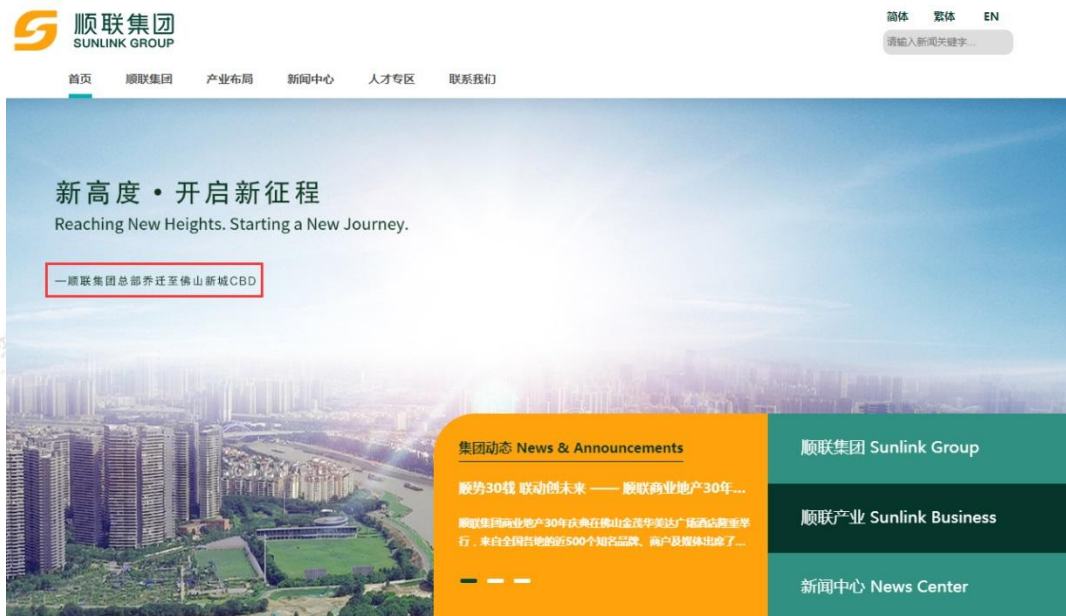 顺联集团
SUNLINK GROUP
简体 繁体 EN
请输入新闻关键字...
首页 顺联集团 产业布局 新闻中心 人才专区 联系我们
新高度·开启新征程
Reaching New Heights. Starting a New Journey.
—顺联集团总部乔迁至佛山新城CBD
集团动态 News & Announcements
顺势30载 联动创未来 —— 顺联商业地产30年...
顺联集团商业地产30年庆典在佛山金茂华美达广场酒店隆重举
行，来自全国各地的近500个知名品牌、商户及媒体出席了...
顺联集团 Sunlink Group
顺联产业 Sunlink Business
新闻中心 News Center